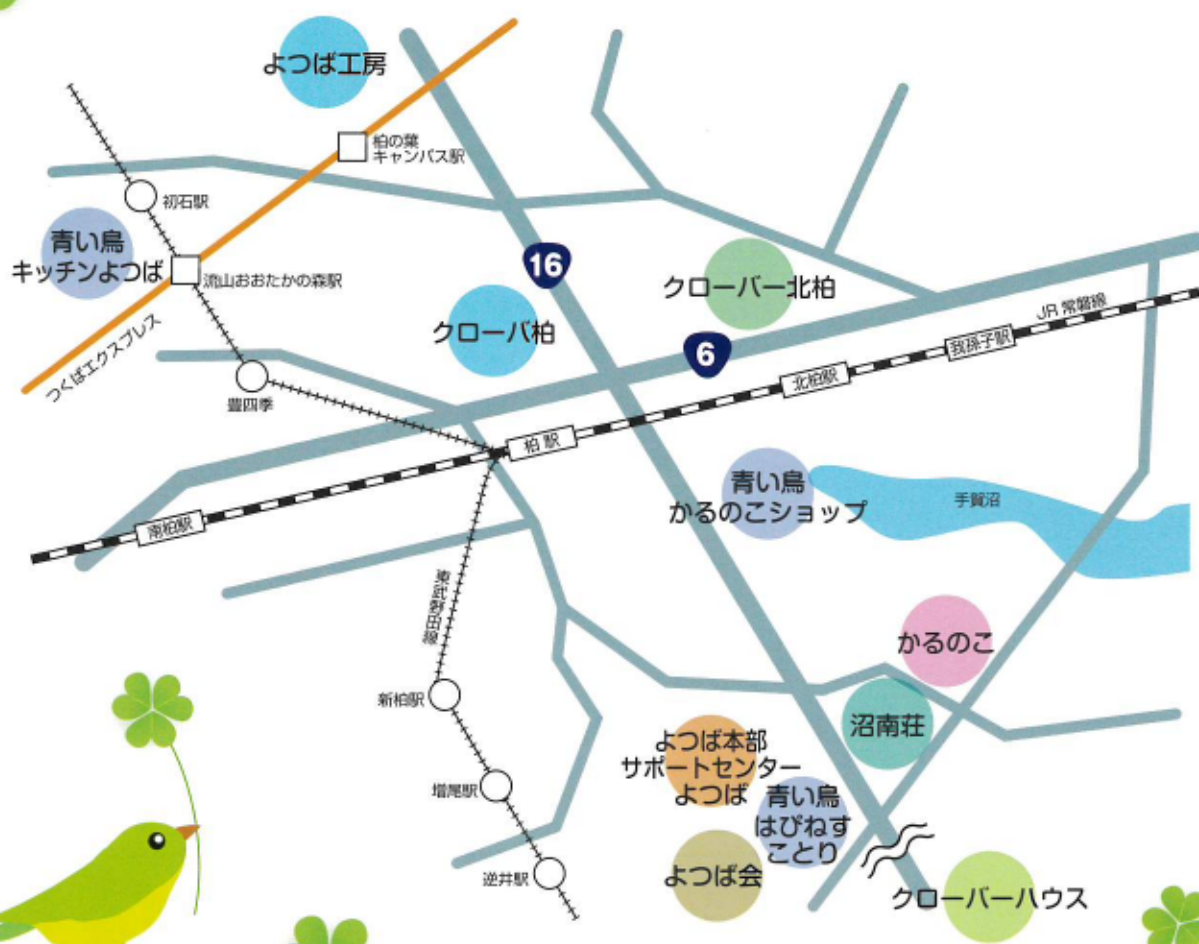 よつば工房
柏の葉
キャンパス駅
初石駅
青い鳥
キッチンよつば
流山おおたかの森駅
つくばエクスプレス
16
クローバー北柏
クローバ柏
6
JR 常磐線
我孫子駅
北柏駅
豊四季
柏駅
南柏駅
青い鳥
かるのこショップ
手賀沼
東武野田線
かるのこ
新柏駅
沼南荘
よつば本部
サポートセンター
よつば
増尾駅
青い鳥
はぴねす
ことり
よつば会
逆井駅
クローバーハウス